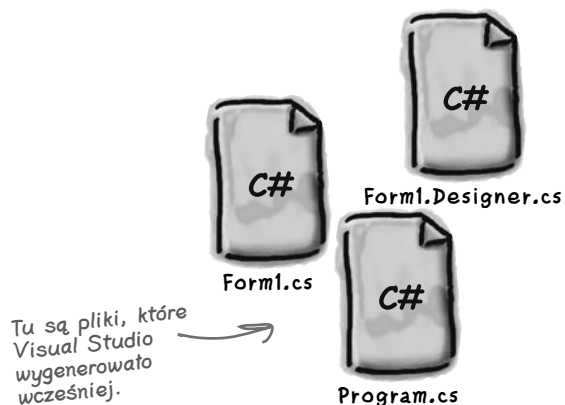 C#
Form1.Designer.cs
C#
Form1.cs
C#
Program.cs
Tu są pliki, które
Visual Studio
wygenerowało
wcześniej.